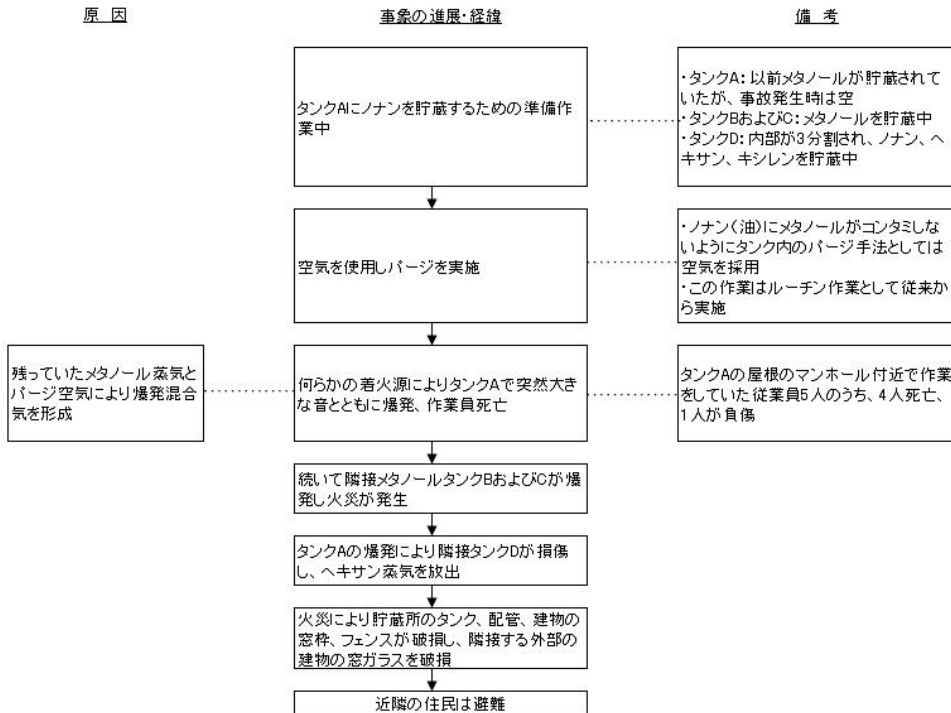 原　因
事象の進展・経緯
備　考
タンクAにノナンを貯蔵するための準備作
業中
・タンクA：以前メタノールが貯蔵されて
いたが、事故発生時は空
・タンクBおよびC：メタノールを貯蔵中
・タンクD：内部が3分割され、ノナン、ヘ
キサン、キシレンを貯蔵中
空気を使用しパージを実施
・ノナン（油）にメタノールがコンタミしな
いようにタンク内のパージ手法としては
空気を採用
・この作業はルーチン作業として従来か
ら実施
残っていたメタノール蒸気と
パージ空気により爆発混合
気を形成
何らかの着火源によりタンクAで突然大き
な音とともに爆発、作業員死亡
タンクAの屋根のマンホール付近で作業
をしていた従業員5人のうち、4人死亡、
1人が負傷
続いて隣接メタノールタンクBおよびCが爆
発し火災が発生
タンクAの爆発により隣接タンクDが損傷
し、ヘキサン蒸気を放出
火災により貯蔵所のタンク、配管、建物の
窓枠、フェンスが破損し、隣接する外部の
建物の窓ガラスを破損
近隣の住民は避難